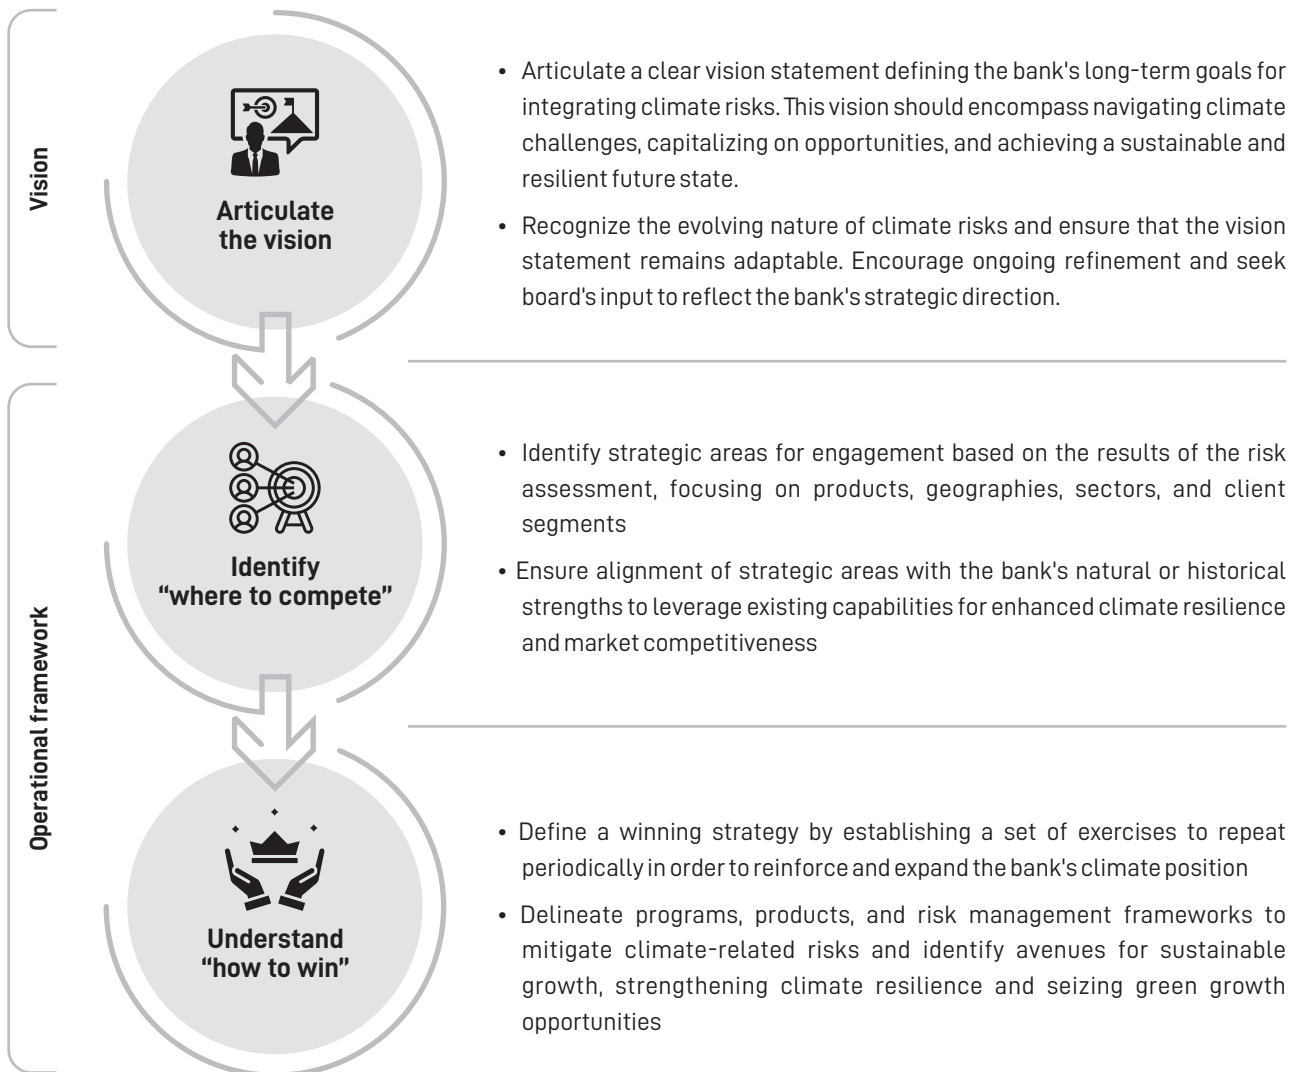 Vision
Articulate
the vision
• Articulate a clear vision statement defining the bank's long-term goals for
integrating climate risks. This vision should encompass navigating climate
challenges, capitalizing on opportunities, and achieving a sustainable and
resilient future state.
• Recognize the evolving nature of climate risks and ensure that the vision
statement remains adaptable. Encourage ongoing refinement and seek
board's input to reflect the bank's strategic direction.
Operational framework
Identify
“where to compete”
• Identify strategic areas for engagement based on the results of the risk
assessment, focusing on products, geographies, sectors, and client
segments
• Ensure alignment of strategic areas with the bank's natural or historical
strengths to leverage existing capabilities for enhanced climate resilience
and market competitiveness
Understand
“how to win”
• Define a winning strategy by establishing a set of exercises to repeat
periodically in order to reinforce and expand the bank's climate position
• Delineate programs, products, and risk management frameworks to
mitigate climate-related risks and identify avenues for sustainable
growth, strengthening climate resilience and seizing green growth
opportunities